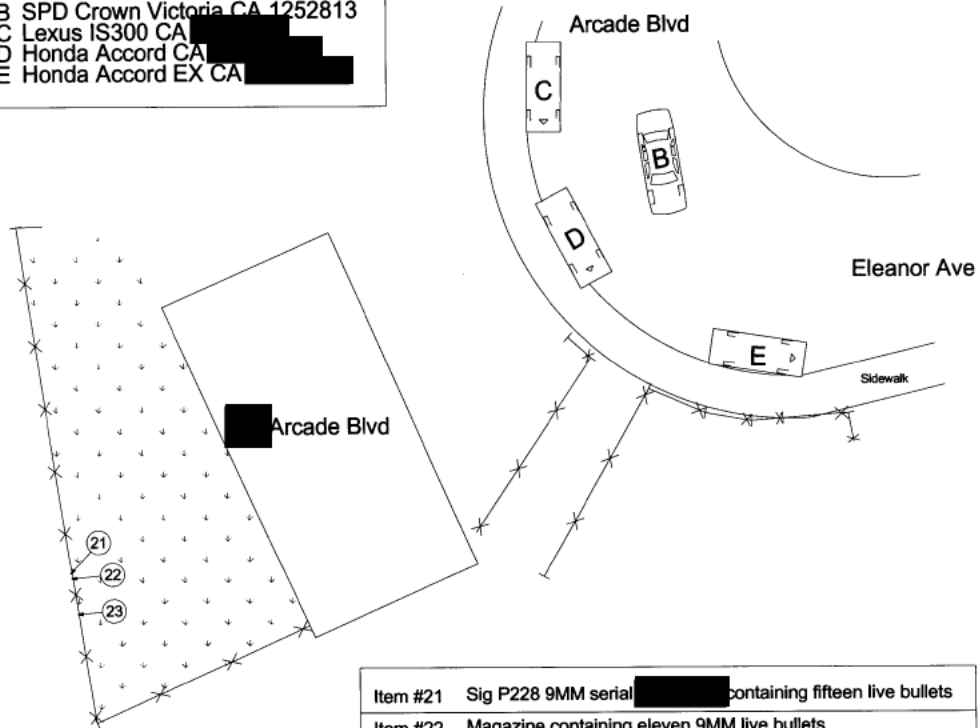 B SPD Crown Victoria CA 1252813
C Lexus IS300 CA
D Honda Accord CA
E Honda Accord EX CA
Arcade Blvd
C
B
D
Eleanor Ave
E
Sidewalk
Arcade Blvd
21
22
23
Item #21 Sig P228 9MM serial containing fifteen live bullets
Item #22 Magazine containing eleven 9MM live bullets